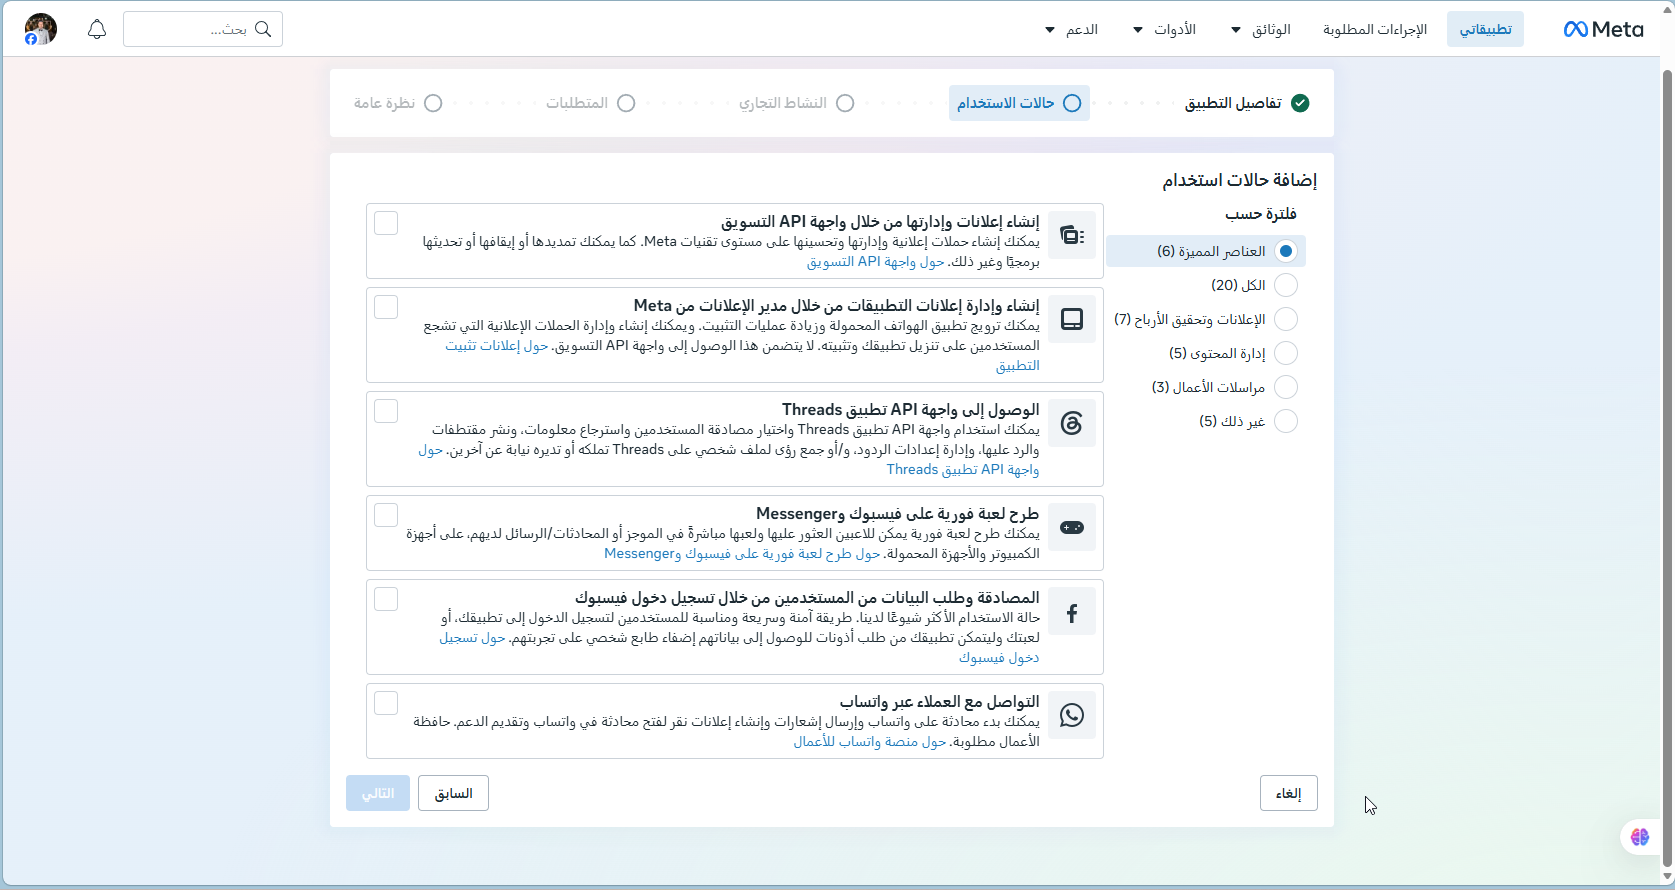 Meta
تطبيقاتي
الإجراءات المطلوبة
الوثائق
الأدوات
الدعم
بحث...
تفاصيل التطبيق
حالات الاستخدام
النشاط التجاري
المتطلبات
نظرة عامة
إضافة حالات استخدام
فلترة حسب
العناصر المميزة (6)
الكل (20)
الإعلانات وتحقيق الأرباح (7)
إدارة المحتوى (5)
مراسلات الأعمال (3)
غير ذلك (5)
إنشاء إعلانات وإدارتها من خلال واجهة API التسويق
يمكنك إنشاء حملات إعلانية وإدارتها وتحسينها على مستوى تقنيات Meta. كما يمكنك تمديدها أو إيقافها أو تحديثها
برمجيًا وغير ذلك. حول واجهة API التسويق
إنشاء وإدارة إعلانات التطبيقات من خلال مدير الإعلانات من Meta
يمكنك ترويج تطبيق الهواتف المحمولة وزيادة عمليات التثبيت. ويمكنك إنشاء وإدارة الحملات الإعلانية التي تشجع
المستخدمين على تنزيل تطبيقك وتثبيته. لا يتضمن هذا الوصول إلى واجهة API التسويق. حول إعلانات تثبيت
التطبيق
الوصول إلى واجهة API تطبيق Threads
يمكنك استخدام واجهة API تطبيق Threads واختيار مصادقة المستخدمين واسترجاع معلومات، ونشر مقتطفات
والرد عليها، وإدارة إعدادات الردود، و/أو جمع رؤى لملف شخصي على Threads تملكه أو تديره نيابة عن آخرين. حول
واجهة API تطبيق Threads
طرح لعبة فورية على فيسبوك وMessenger
يمكنك طرح لعبة فورية يمكن للاعبين العثور عليها ولعبها مباشرةً في الموجز أو المحادثات/الرسائل لديهم، على أجهزة
الكمبيوتر والأجهزة المحمولة. حول طرح لعبة فورية على فيسبوك وMessenger
المصادقة وطلب البيانات من المستخدمين من خلال تسجيل دخول فيسبوك
حالة الاستخدام الأكثر شيوعًا لدينا. طريقة آمنة وسريعة ومناسبة للمستخدمين لتسجيل الدخول إلى تطبيقك، أو
لعبتك وليتمكن تطبيقك من طلب أذونات للوصول إلى بياناتهم إضفاء طابع شخصي على تجربتهم. حول تسجيل
دخول فيسبوك
التواصل مع العملاء عبر واتساب
يمكنك بدء محادثة على واتساب وإرسال إشعارات وإنشاء إعلانات نقر لفتح محادثة في واتساب وتقديم الدعم. حافظة
الأعمال مطلوبة. حول منصة واتساب للأعمال
إلغاء
السابق
التالي